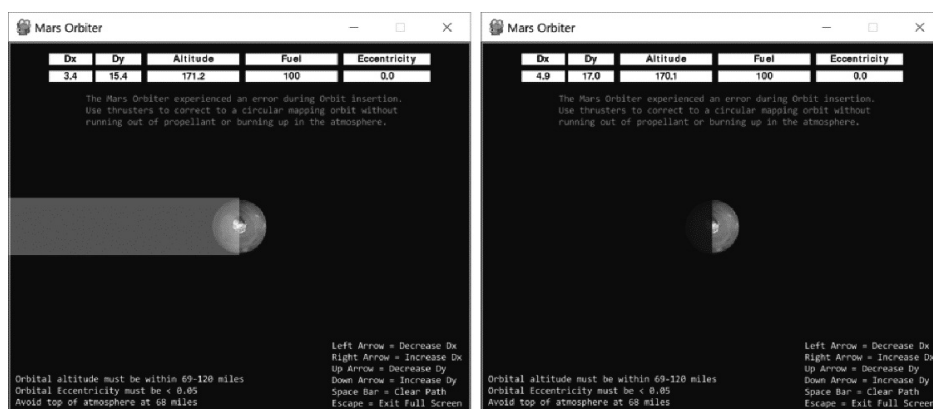 Mars Orbiter
Dx Dy Altitude Fuel Eccentricity
3.4 15.4 171.2 100 0.0
The Mars Orbiter experienced an error during Orbit insertion.
Use thrusters to correct to a circular mapping orbit without
running out of propellant or burning up in the atmosphere.
Left Arrow = Decrease Dx
Right Arrow = Increase Dx
Up Arrow = Decrease Dy
Down Arrow = Increase Dy
Space Bar = Clear Path
Escape = Exit Full Screen
Orbital altitude must be within 69-120 miles
Orbital Eccentricity must be < 0.05
Avoid top of atmosphere at 68 miles
Mars Orbiter
Dx Dy Altitude Fuel Eccentricity
4.9 17.0 170.1 100 0.0
The Mars Orbiter experienced an error during Orbit insertion.
Use thrusters to correct to a circular mapping orbit without
running out of propellant or burning up in the atmosphere.
Left Arrow = Decrease Dx
Right Arrow = Increase Dx
Up Arrow = Decrease Dy
Down Arrow = Increase Dy
Space Bar = Clear Path
Escape = Exit Full Screen
Orbital altitude must be within 69-120 miles
Orbital Eccentricity must be < 0.05
Avoid top of atmosphere at 68 miles